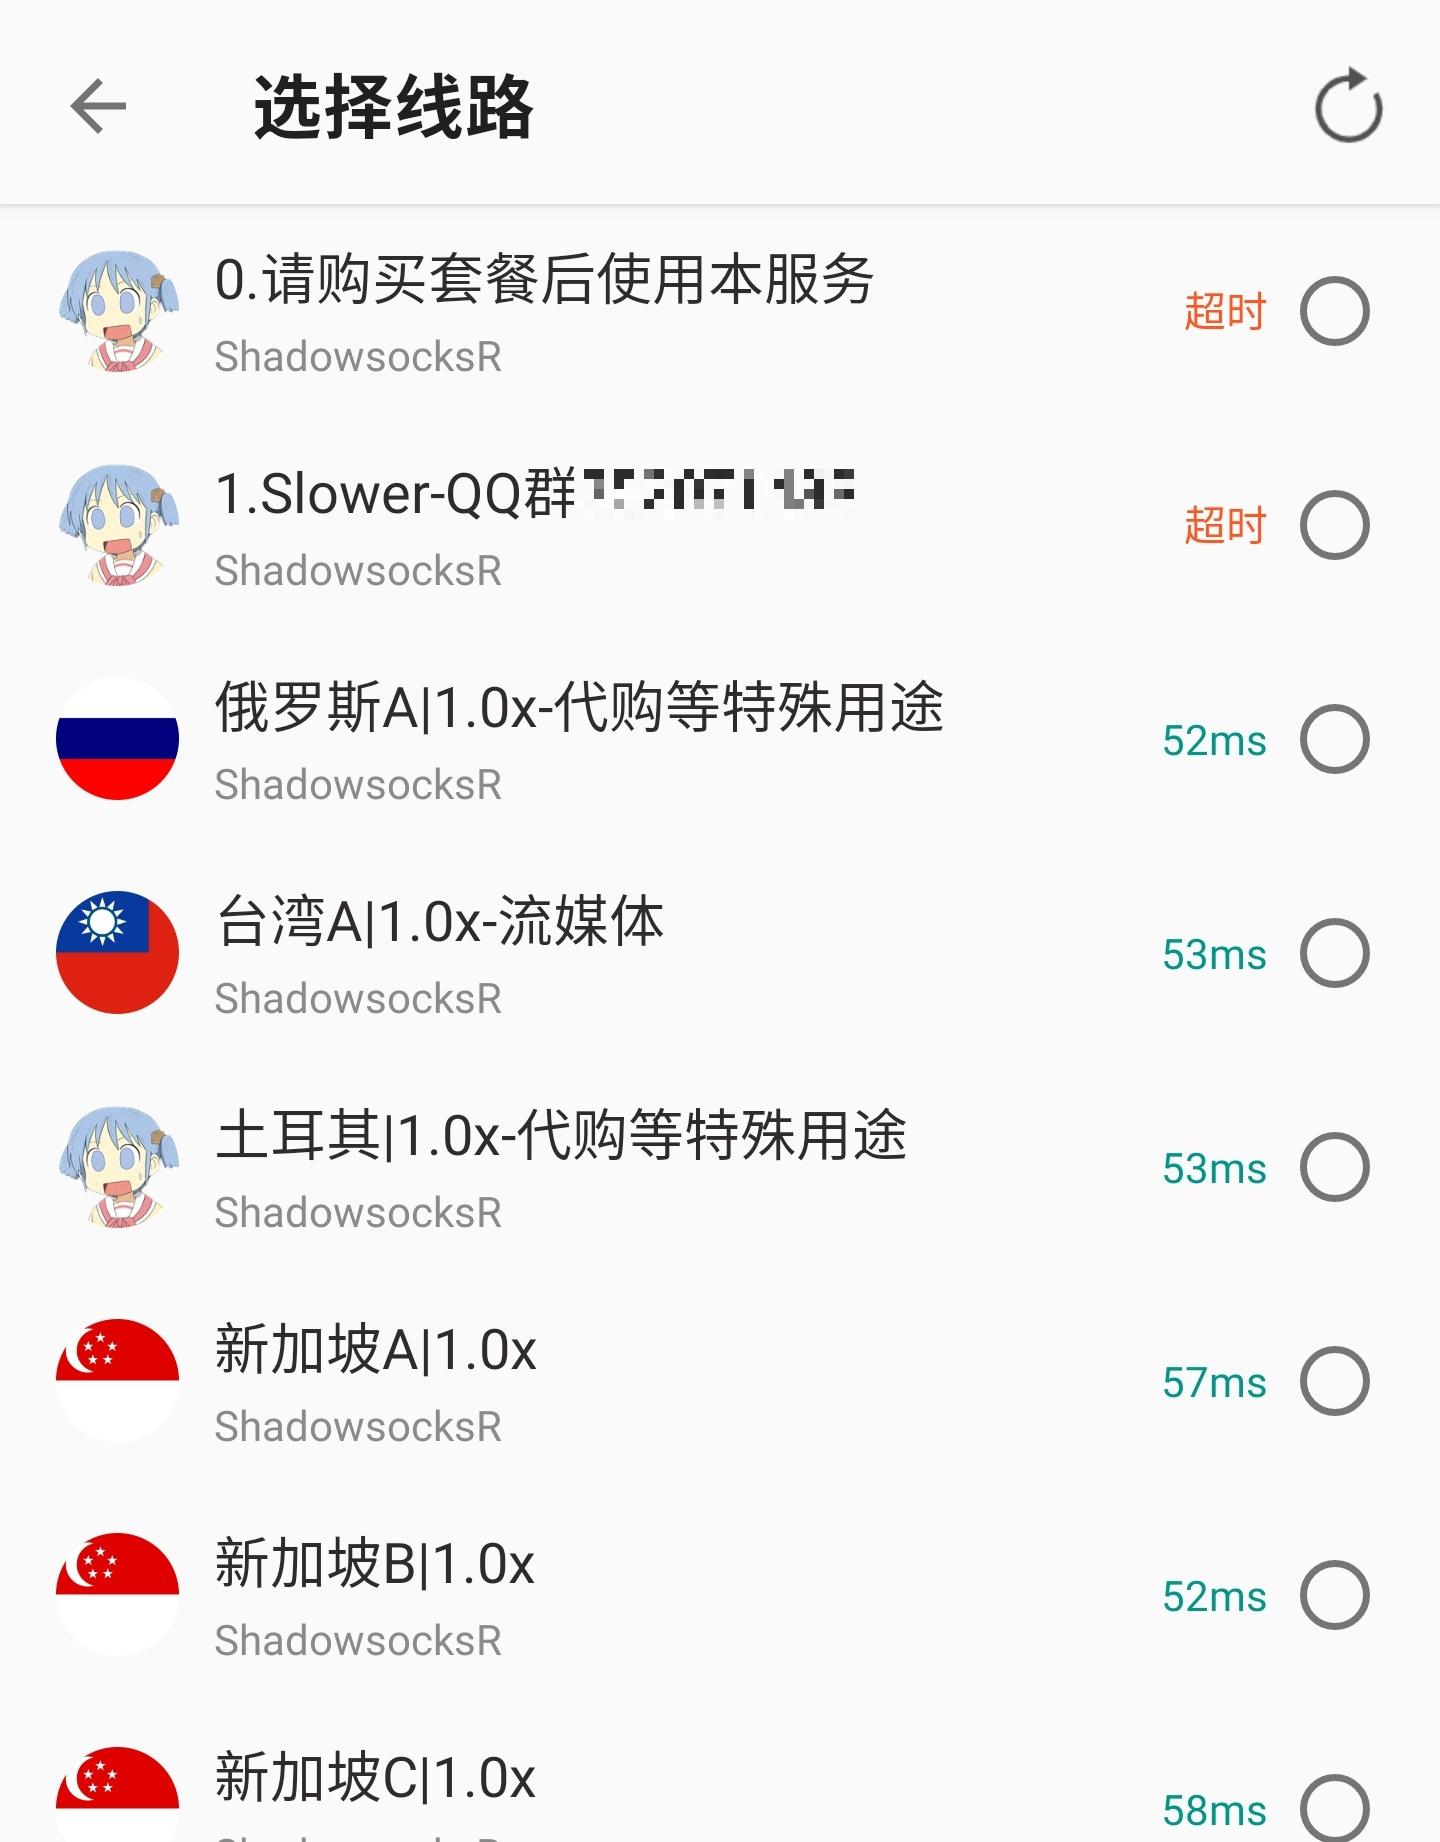 选择线路
0.请购买套餐后使用本服务
ShadowsocksR
超时
1.Slower-QQ群
ShadowsocksR
超时
俄罗斯A|1.0x-代购等特殊用途
ShadowsocksR
52ms
台湾A|1.0x-流媒体
ShadowsocksR
53ms
土耳其|1.0x-代购等特殊用途
ShadowsocksR
53ms
新加坡A|1.0x
ShadowsocksR
57ms
新加坡B|1.0x
ShadowsocksR
52ms
新加坡C|1.0x
58ms